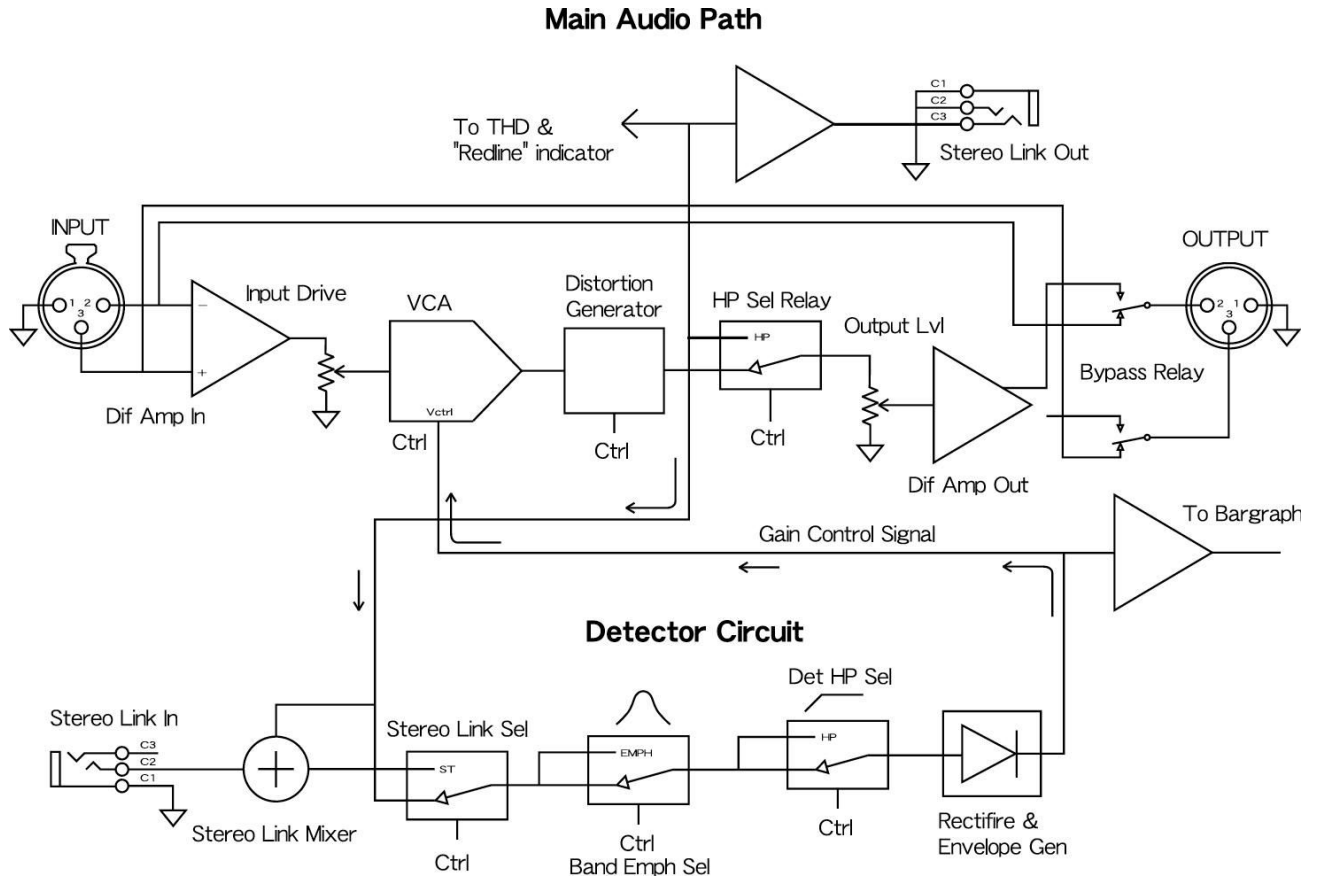 Main Audio Path
C1
C2
C3
To THD &
"Redline" indicator
Stereo Link Out
INPUT
OUTPUT
1 2
3
2 1
3
Input Drive
VCA
Distortion
Generator
HP Sel Relay
HP
Output Lvl
−
+
Bypass Relay
Vctrl
Dif Amp In
Ctrl
Ctrl
Ctrl
Dif Amp Out
To Bargraph
Gain Control Signal
Detector Circuit
Det HP Sel
Stereo Link In
Stereo Link Sel
C3
C2
C1
ST
EMPH
HP
Stereo Link Mixer
Ctrl
Ctrl
Band Emph Sel
Ctrl
Rectifire &
Envelope Gen